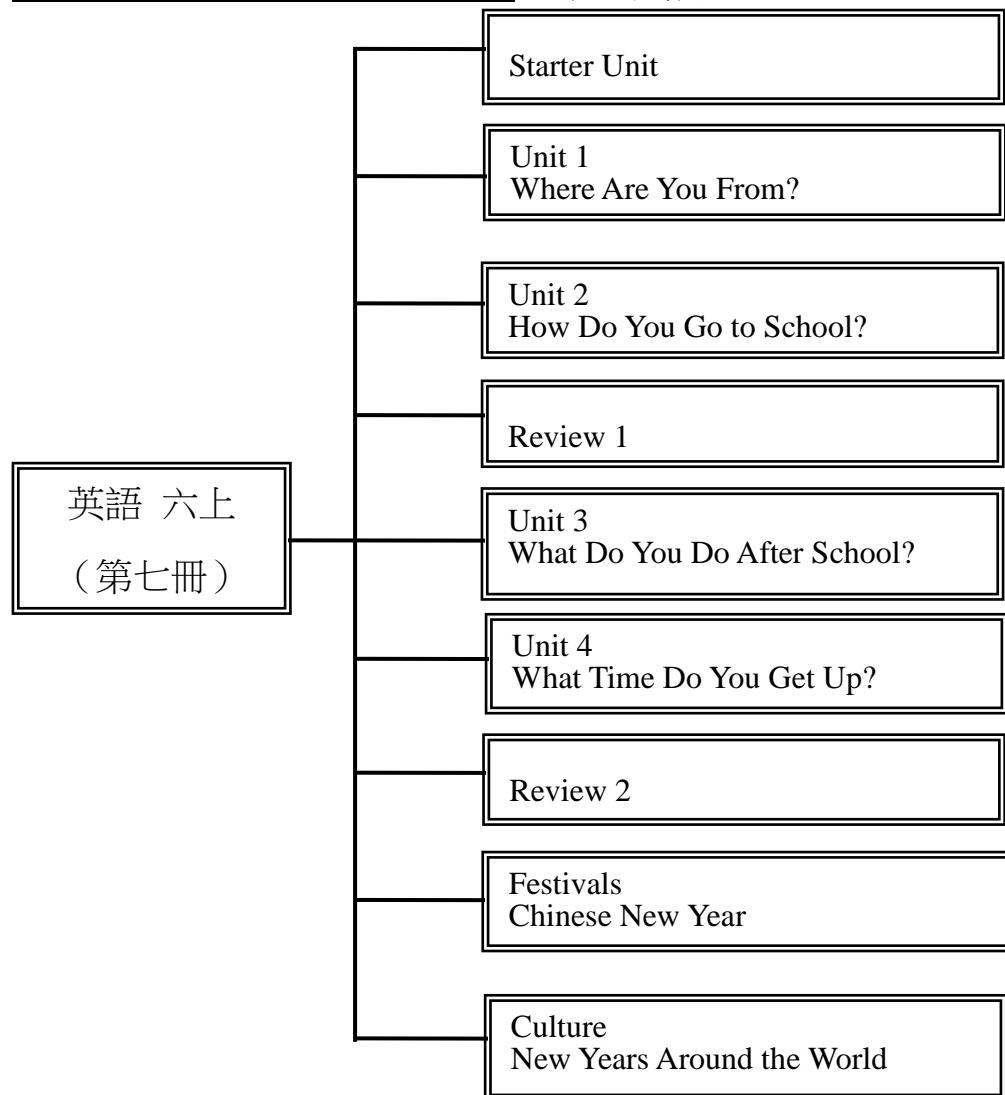 Starter Unit
Unit 1
Where Are You From?
Unit 2
How Do You Go to School?
Review 1
英語 六上
（第七冊）
Unit 3
What Do You Do After School?
Unit 4
What Time Do You Get Up?
Review 2
Festivals
Chinese New Year
Culture
New Years Around the World